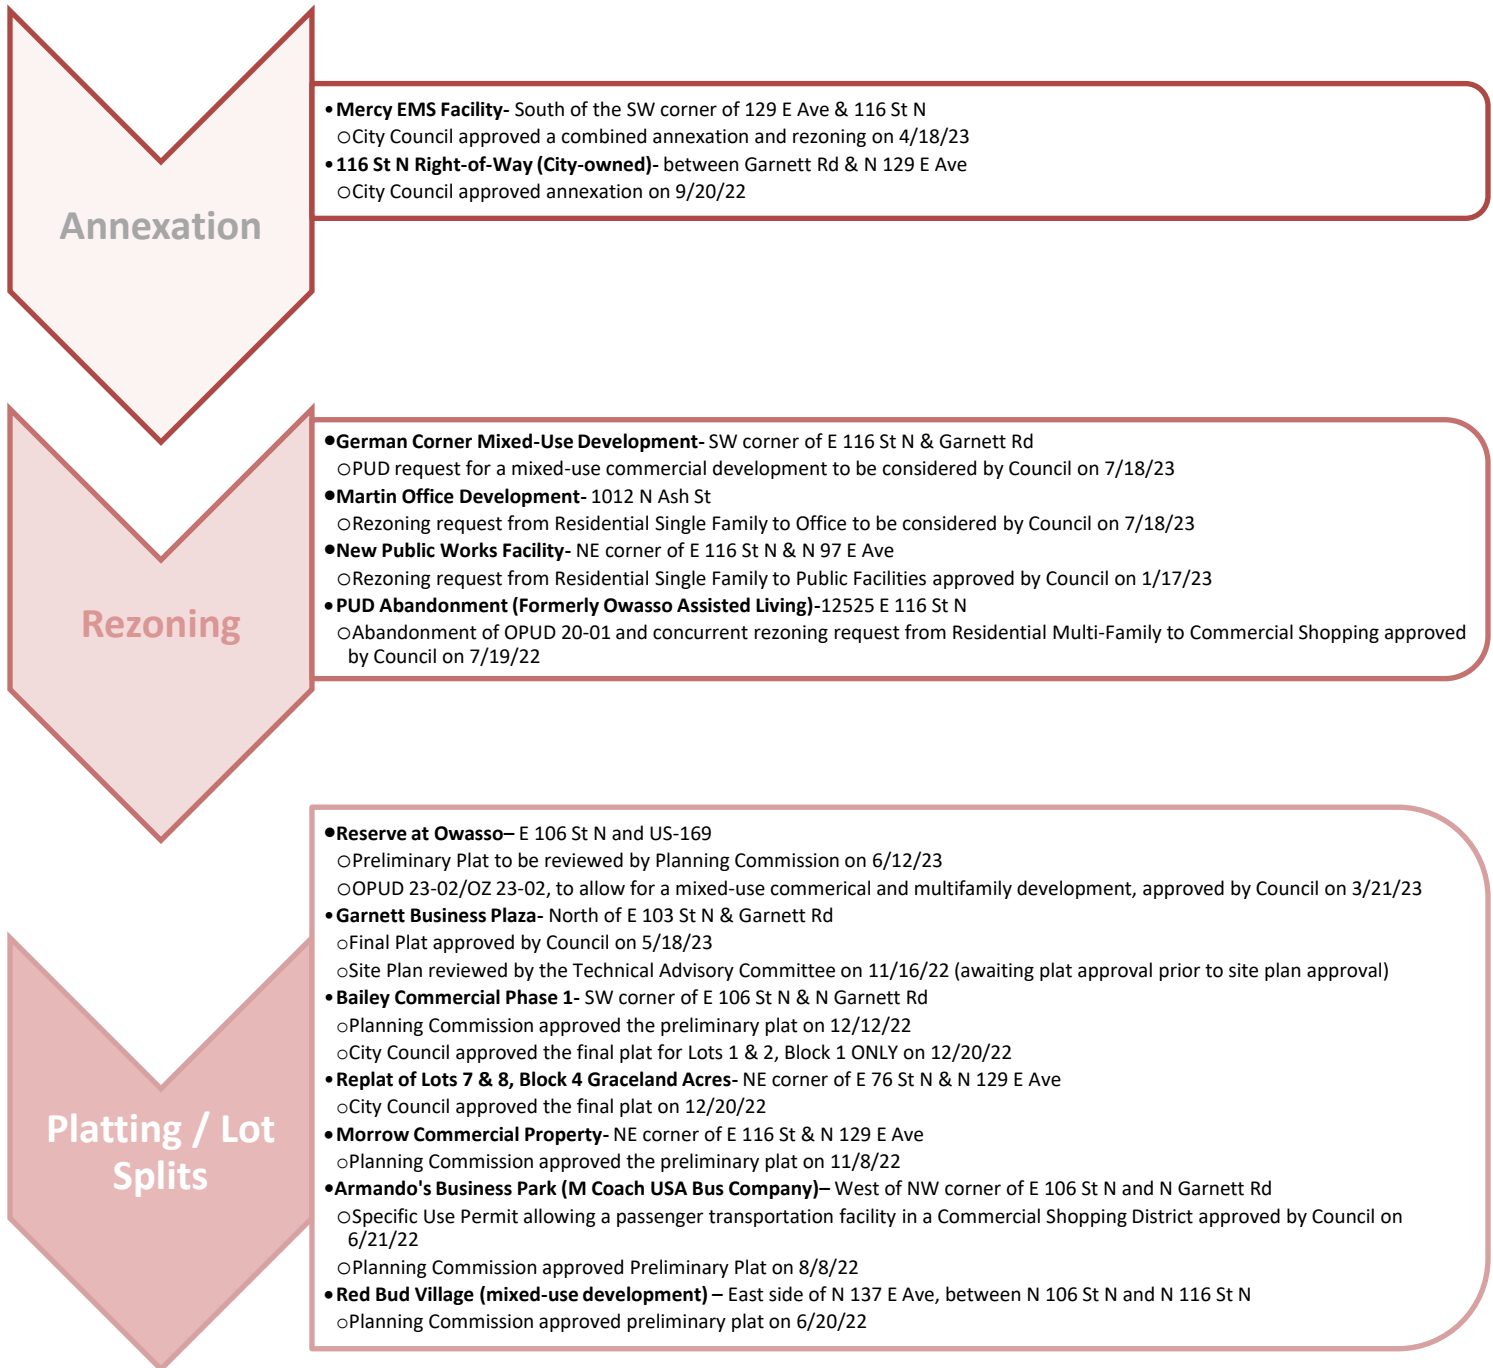 Annexation
•Mercy EMS Facility- South of the SW corner of 129 E Ave & 116 St N
oCity Council approved a combined annexation and rezoning on 4/18/23
•116 St N Right-of-Way (City-owned)- between Garnett Rd & N 129 E Ave
oCity Council approved annexation on 9/20/22
Rezoning
•German Corner Mixed-Use Development- SW corner of E 116 St N & Garnett Rd
oPUD request for a mixed-use commercial development to be considered by Council on 7/18/23
•Martin Office Development- 1012 N Ash St
oRezoning request from Residential Single Family to Office to be considered by Council on 7/18/23
•New Public Works Facility- NE corner of E 116 St N & N 97 E Ave
oRezoning request from Residential Single Family to Public Facilities approved by Council on 1/17/23
•PUD Abandonment (Formerly Owasso Assisted Living)-12525 E 116 St N
oAbandonment of OPUD 20-01 and concurrent rezoning request from Residential Multi-Family to Commercial Shopping approved
by Council on 7/19/22
Platting / Lot
Splits
•Reserve at Owasso– E 106 St N and US-169
oPreliminary Plat to be reviewed by Planning Commission on 6/12/23
oOPUD 23-02/OZ 23-02, to allow for a mixed-use commerical and multifamily development, approved by Council on 3/21/23
•Garnett Business Plaza- North of E 103 St N & Garnett Rd
oFinal Plat approved by Council on 5/18/23
oSite Plan reviewed by the Technical Advisory Committee on 11/16/22 (awaiting plat approval prior to site plan approval)
•Bailey Commercial Phase 1- SW corner of E 106 St N & N Garnett Rd
oPlanning Commission approved the preliminary plat on 12/12/22
oCity Council approved the final plat for Lots 1 & 2, Block 1 ONLY on 12/20/22
•Replat of Lots 7 & 8, Block 4 Graceland Acres- NE corner of E 76 St N & N 129 E Ave
oCity Council approved the final plat on 12/20/22
•Morrow Commercial Property- NE corner of E 116 St & N 129 E Ave
oPlanning Commission approved the preliminary plat on 11/8/22
•Armando's Business Park (M Coach USA Bus Company)– West of NW corner of E 106 St N and N Garnett Rd
oSpecific Use Permit allowing a passenger transportation facility in a Commercial Shopping District approved by Council on
6/21/22
oPlanning Commission approved Preliminary Plat on 8/8/22
•Red Bud Village (mixed-use development) – East side of N 137 E Ave, between N 106 St N and N 116 St N
oPlanning Commission approved preliminary plat on 6/20/22